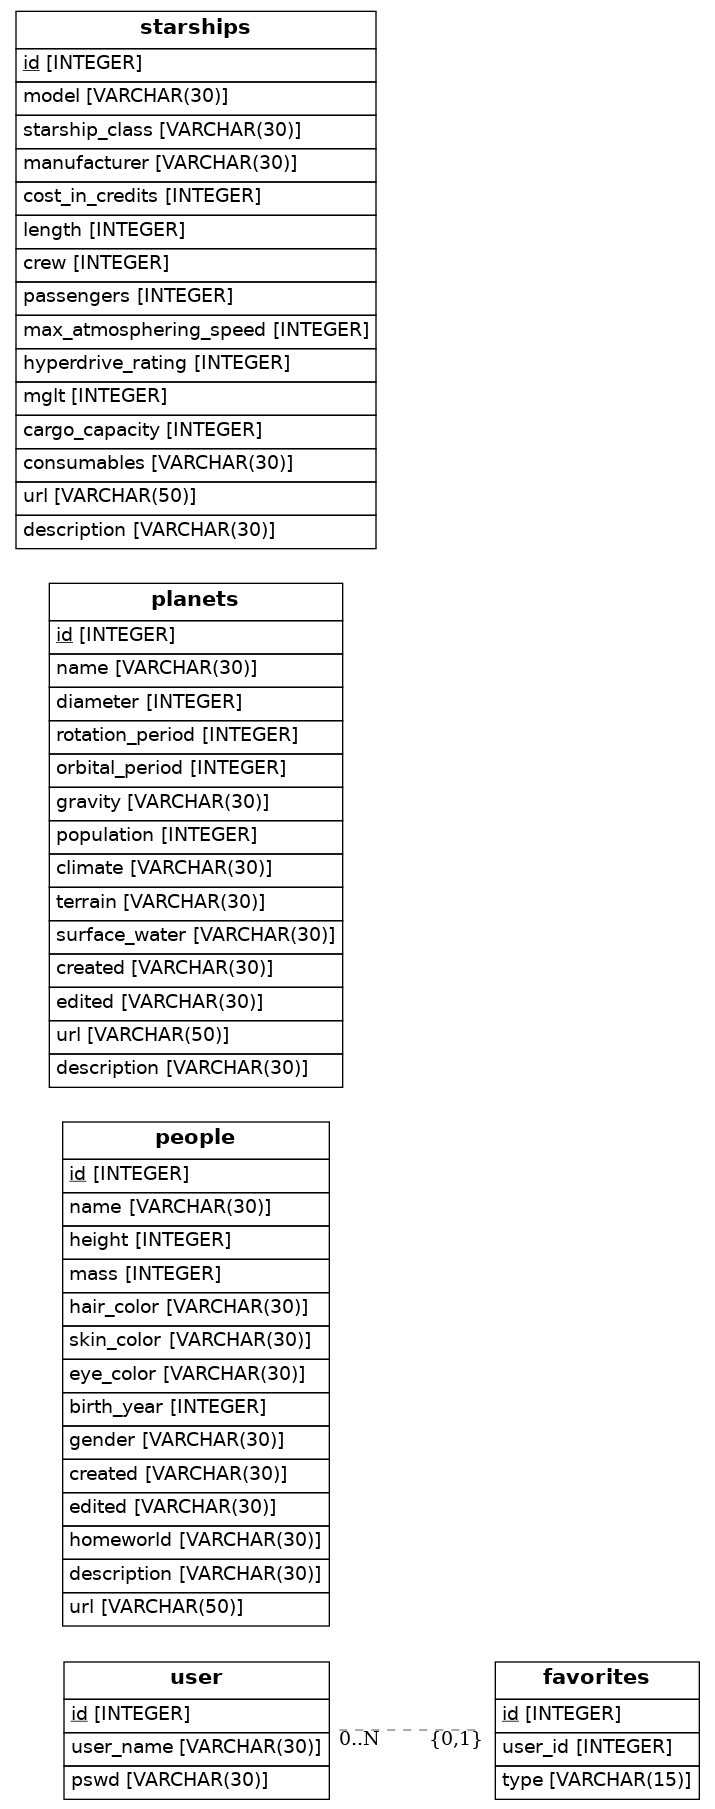 starships
id [INTEGER]
model [VARCHAR(30)]
starship_class [VARCHAR(30)]
manufacturer [VARCHAR(30)]
cost_in_credits [INTEGER]
length [INTEGER]
crew [INTEGER]
passengers [INTEGER]
max_atmosphering_speed [INTEGER]
hyperdrive_rating [INTEGER]
mglt [INTEGER]
cargo_capacity [INTEGER]
consumables [VARCHAR(30)]
url [VARCHAR(50)]
description [VARCHAR(30)]
planets
id [INTEGER]
name [VARCHAR(30)]
diameter [INTEGER]
rotation_period [INTEGER]
orbital_period [INTEGER]
gravity [VARCHAR(30)]
population [INTEGER]
climate [VARCHAR(30)]
terrain [VARCHAR(30)]
surface_water [VARCHAR(30)]
created [VARCHAR(30)]
edited [VARCHAR(30)]
url [VARCHAR(50)]
description [VARCHAR(30)]
people
id [INTEGER]
name [VARCHAR(30)]
height [INTEGER]
mass [INTEGER]
hair_color [VARCHAR(30)]
skin_color [VARCHAR(30)]
eye_color [VARCHAR(30)]
birth_year [INTEGER]
gender [VARCHAR(30)]
created [VARCHAR(30)]
edited [VARCHAR(30)]
homeworld [VARCHAR(30)]
description [VARCHAR(30)]
url [VARCHAR(50)]
user
id [INTEGER]
user_name [VARCHAR(30)]
pswd [VARCHAR(30)]
0..N {0,1}
favorites
id [INTEGER]
user_id [INTEGER]
type [VARCHAR(15)]